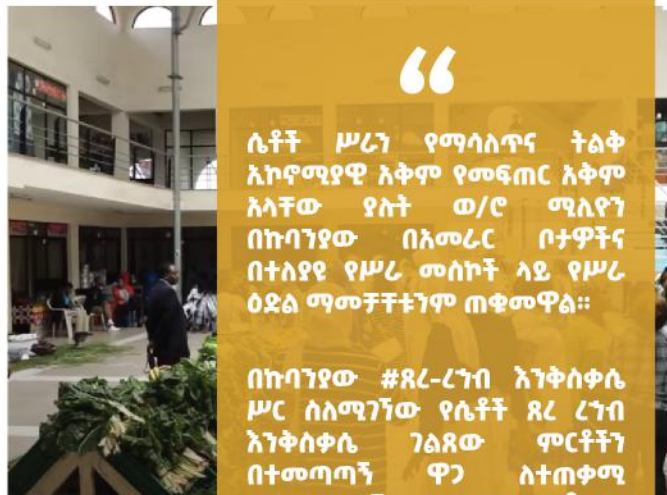 “
ሴቶች ሥራን የማሳለጥና ትልቅ
ኢኮኖሚያዊ አቅም የመፍጠር አቅም
አላቸው ያሉት ወ/ሮ ሚሊዮን
በኩባንያው በአመራር ቦታዎችና
በተለያዩ የሥራ መስኮች ላይ የሥራ
ዕድል ማመቻቸቱንም ጠቁመዋል።
በኩባንያው #ጸረ-ረኀብ እንቅስቃሴ
ሥር ስለሚገኘው የሴቶች ጸረ ረኀብ
እንቅስቃሴ ገልጸው ምርቶችን
በተመጣጣኝ ዋጋ ለተጠቃሚ